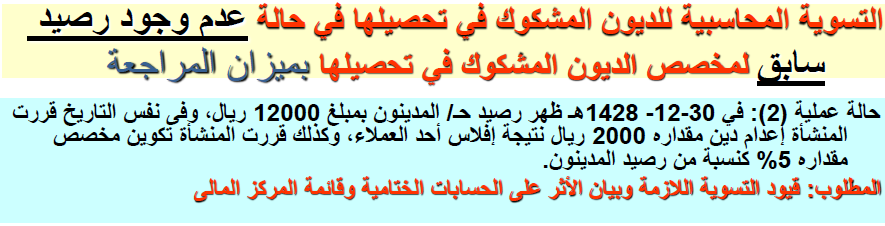 التسوية المحاسبية للديون المشكوك في تحصيلها في حالة عدم وجود رصيد
سابق لمخصص الديون المشكوك في تحصيلها بميزان المراجعة
حالة عملية (2): في 30-12- 1428هـ ظهر رصيد حـ/ المدينون بمبلغ 12000 ريال، وفى نفس التاريخ قررت
المنشأة إعدام دين مقداره 2000 ريال نتيجة إفلاس أحد العملاء، وكذلك قررت المنشأة تكوين مخصص
مقداره 5% كنسبة من رصيد المدينون.
المطلوب: قيود التسوية اللازمة وبيان الأثر على الحسابات الختامية وقائمة المركز المالى